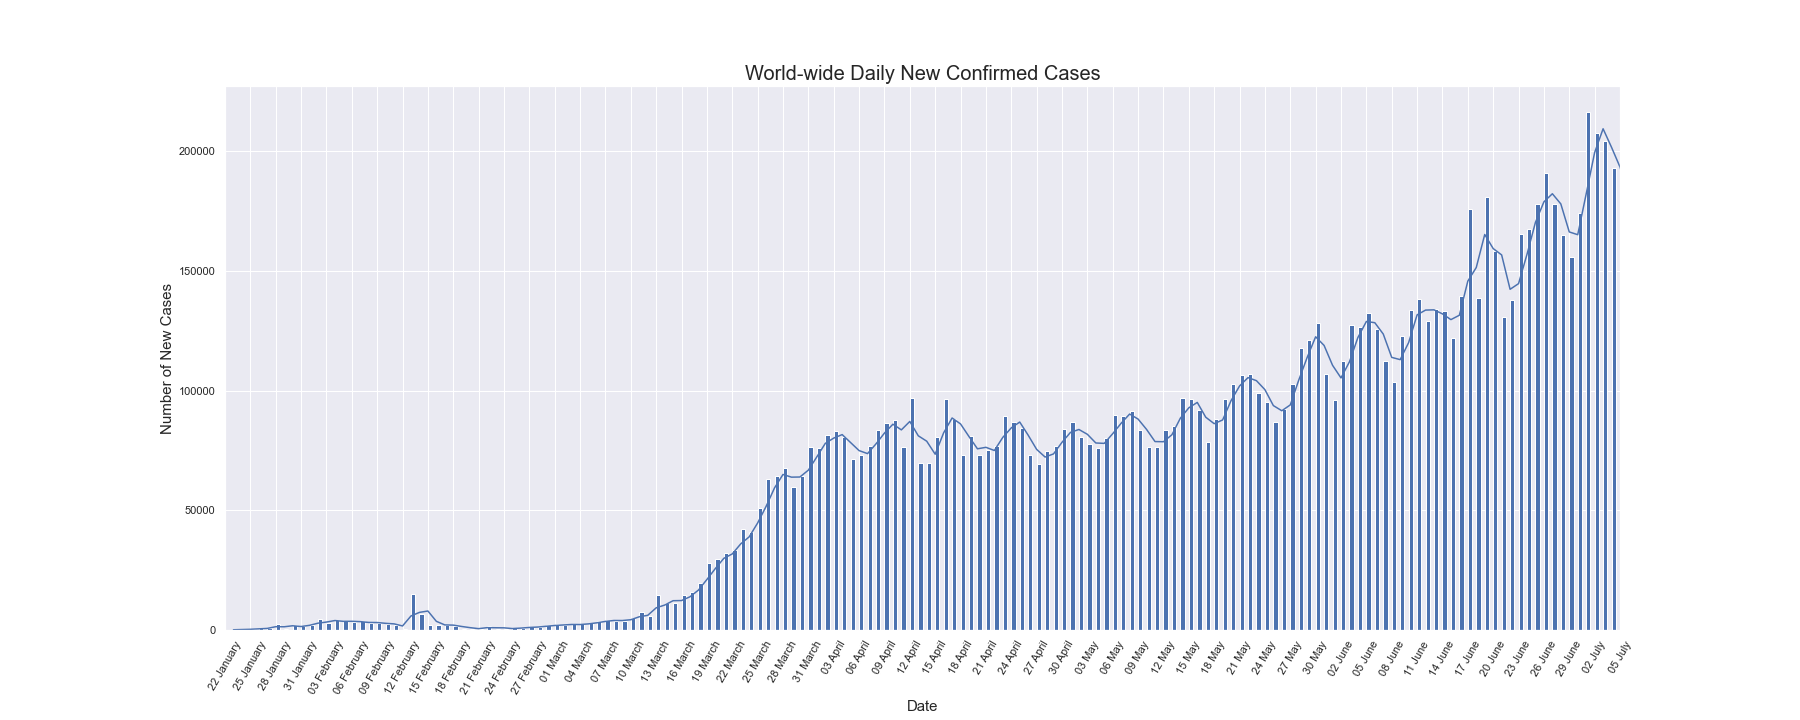 World-wide Daily New Confirmed Cases
Number of New Cases
200000
150000
100000
50000
0
22 January
25 January
28 January
31 January
03 February
06 February
09 February
12 February
15 February
18 February
21 February
24 February
27 February
01 March
04 March
07 March
10 March
13 March
16 March
19 March
22 March
25 March
28 March
31 March
03 April
06 April
09 April
12 April
15 April
18 April
21 April
24 April
27 April
30 April
03 May
06 May
09 May
12 May
15 May
18 May
21 May
24 May
27 May
30 May
02 June
05 June
08 June
11 June
14 June
17 June
20 June
23 June
26 June
29 June
02 July
05 July
Date